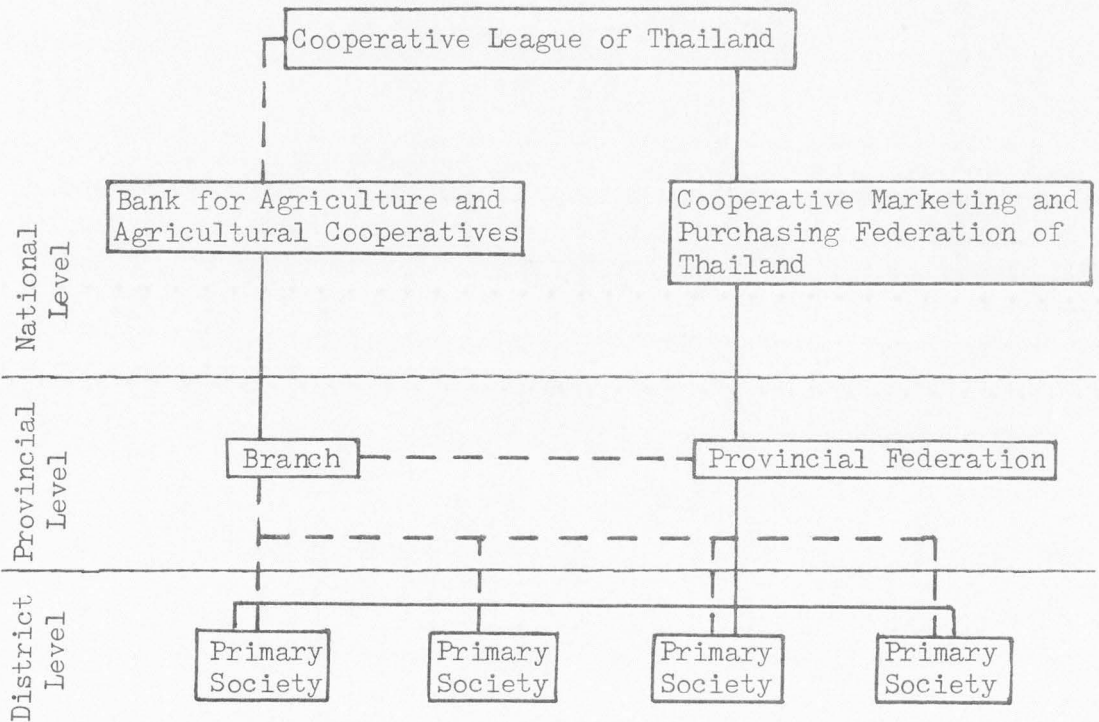 Cooperative League of Thailand
National
Level
Bank for Agriculture and
Agricultural Cooperatives
Cooperative Marketing and
Purchasing Federation of
Thailand
Provincial
Level
Branch
Provincial Federation
District
Level
Primary
Society
Primary
Society
Primary
Society
Primary
Society